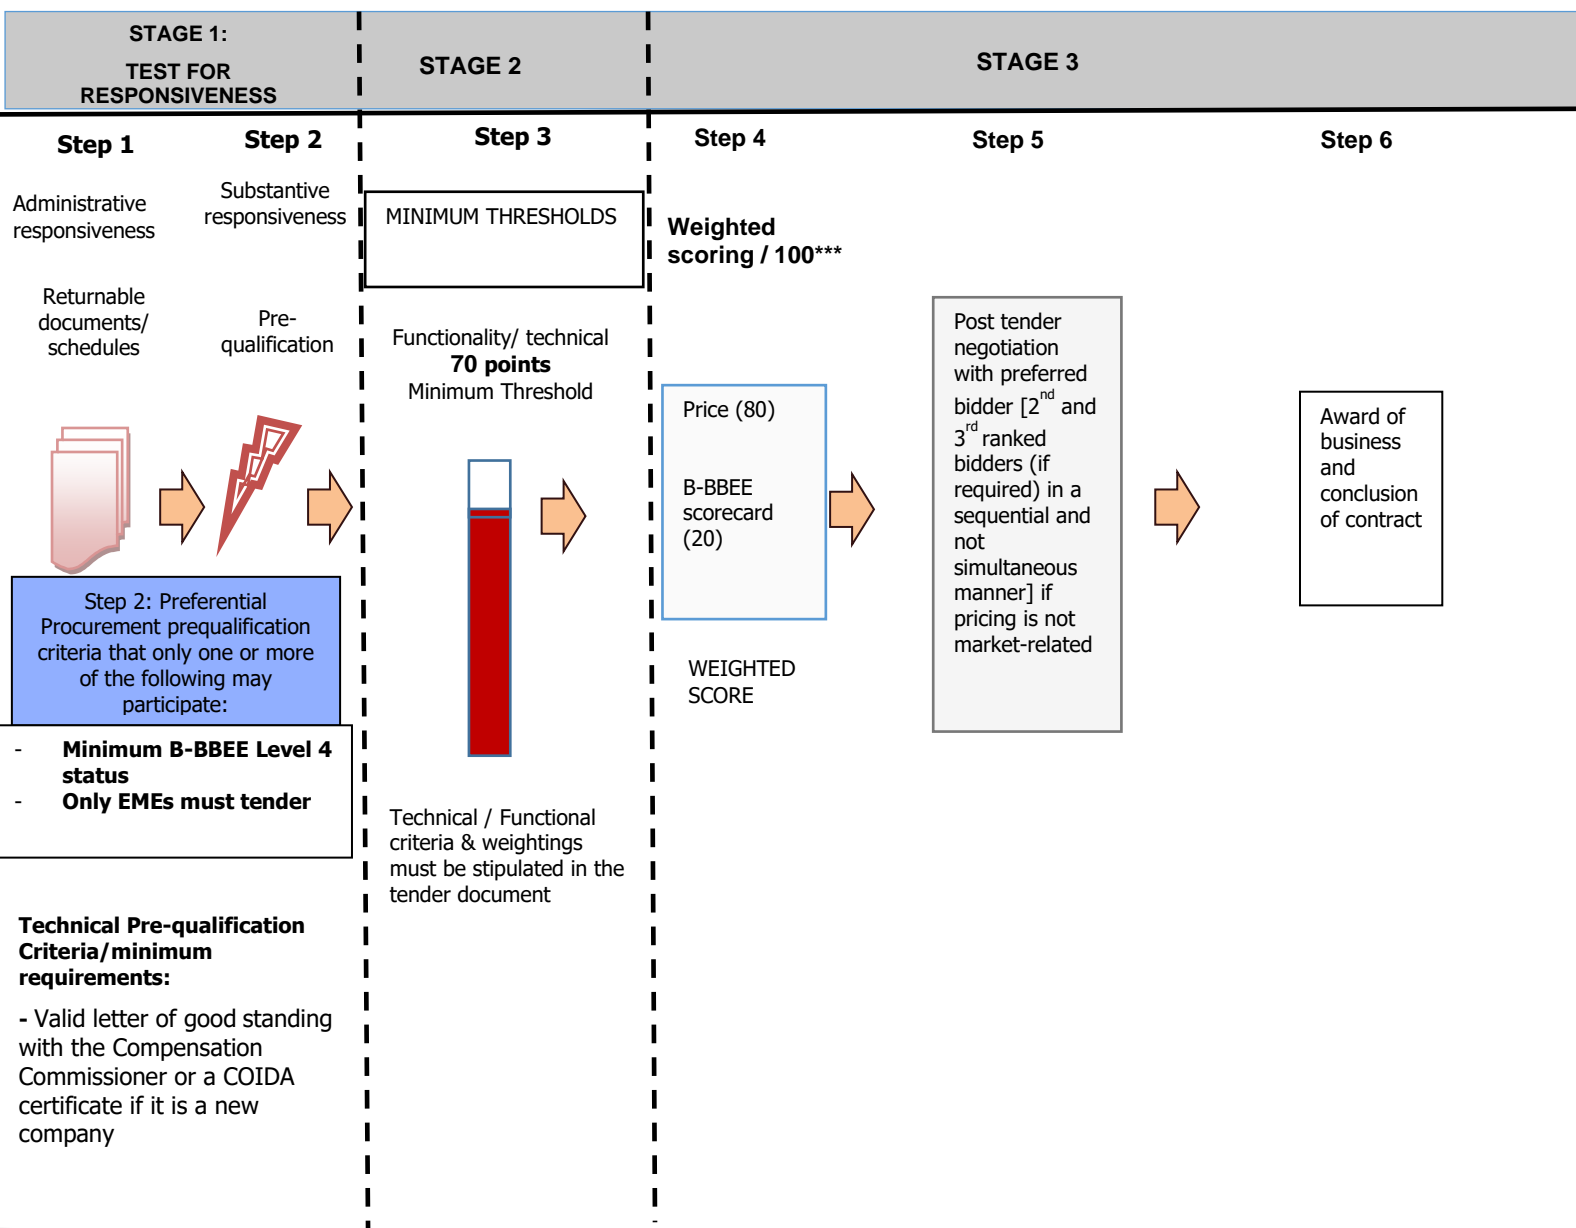 STAGE 1:
TEST FOR
RESPONSIVENESS
STAGE 2
STAGE 3
Step 1
Step 2
Step 3
Step 4
Step 5
Step 6
Administrative
responsiveness
Substantive
responsiveness
MINIMUM THRESHOLDS
Weighted
scoring / 100***
Returnable
documents/
schedules
Pre-
qualification
Functionality/ technical
70 points
Minimum Threshold
Price (80)
B-BBEE
scorecard
(20)
WEIGHTED
SCORE
Post tender
negotiation
with preferred
bidder [2nd and
3rd ranked
bidders (if
required) in a
sequential and
not
simultaneous
manner] if
pricing is not
market-related
Award of
business
and
conclusion
of contract
Step 2: Preferential
Procurement prequalification
criteria that only one or more
of the following may
participate:
- Minimum B-BBEE Level 4
status
- Only EMEs must tender
Technical / Functional
criteria & weightings
must be stipulated in the
tender document
Technical Pre-qualification
Criteria/minimum
requirements:
- Valid letter of good standing
with the Compensation
Commissioner or a COIDA
certificate if it is a new
company